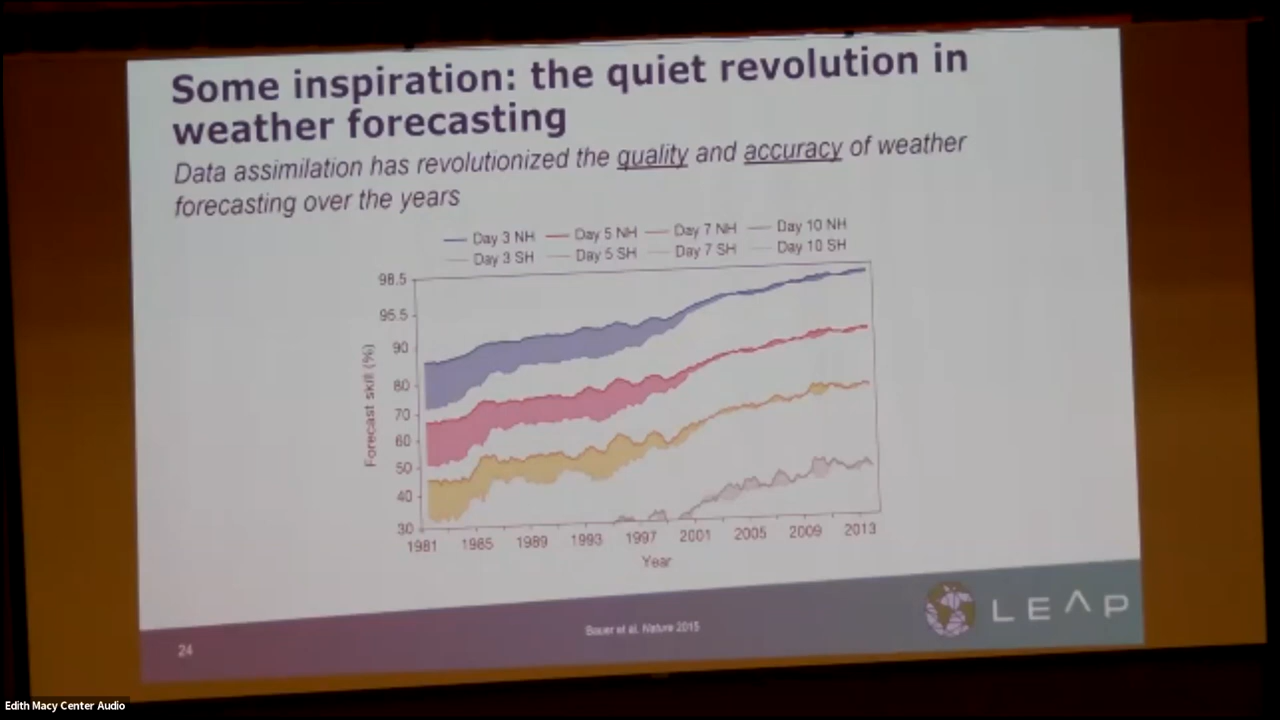 Some inspiration: the quiet revolution in
weather forecasting
Data assimilation has revolutionized the quality and accuracy of weather
forecasting over the years
Day 3 NH Day 5 NH Day 7 NH Day 10 NH
Day 3 SH Day 5 SH Day 7 SH Day 10 SH
98.5
95.5
90
80
70
60
50
40
30
Forecast skill (%)
1981 1985 1989 1993 1997 2001 2005 2009 2013
Year
24
Bauer et al. Nature 2015
LEAP
Edith Macy Center Audio